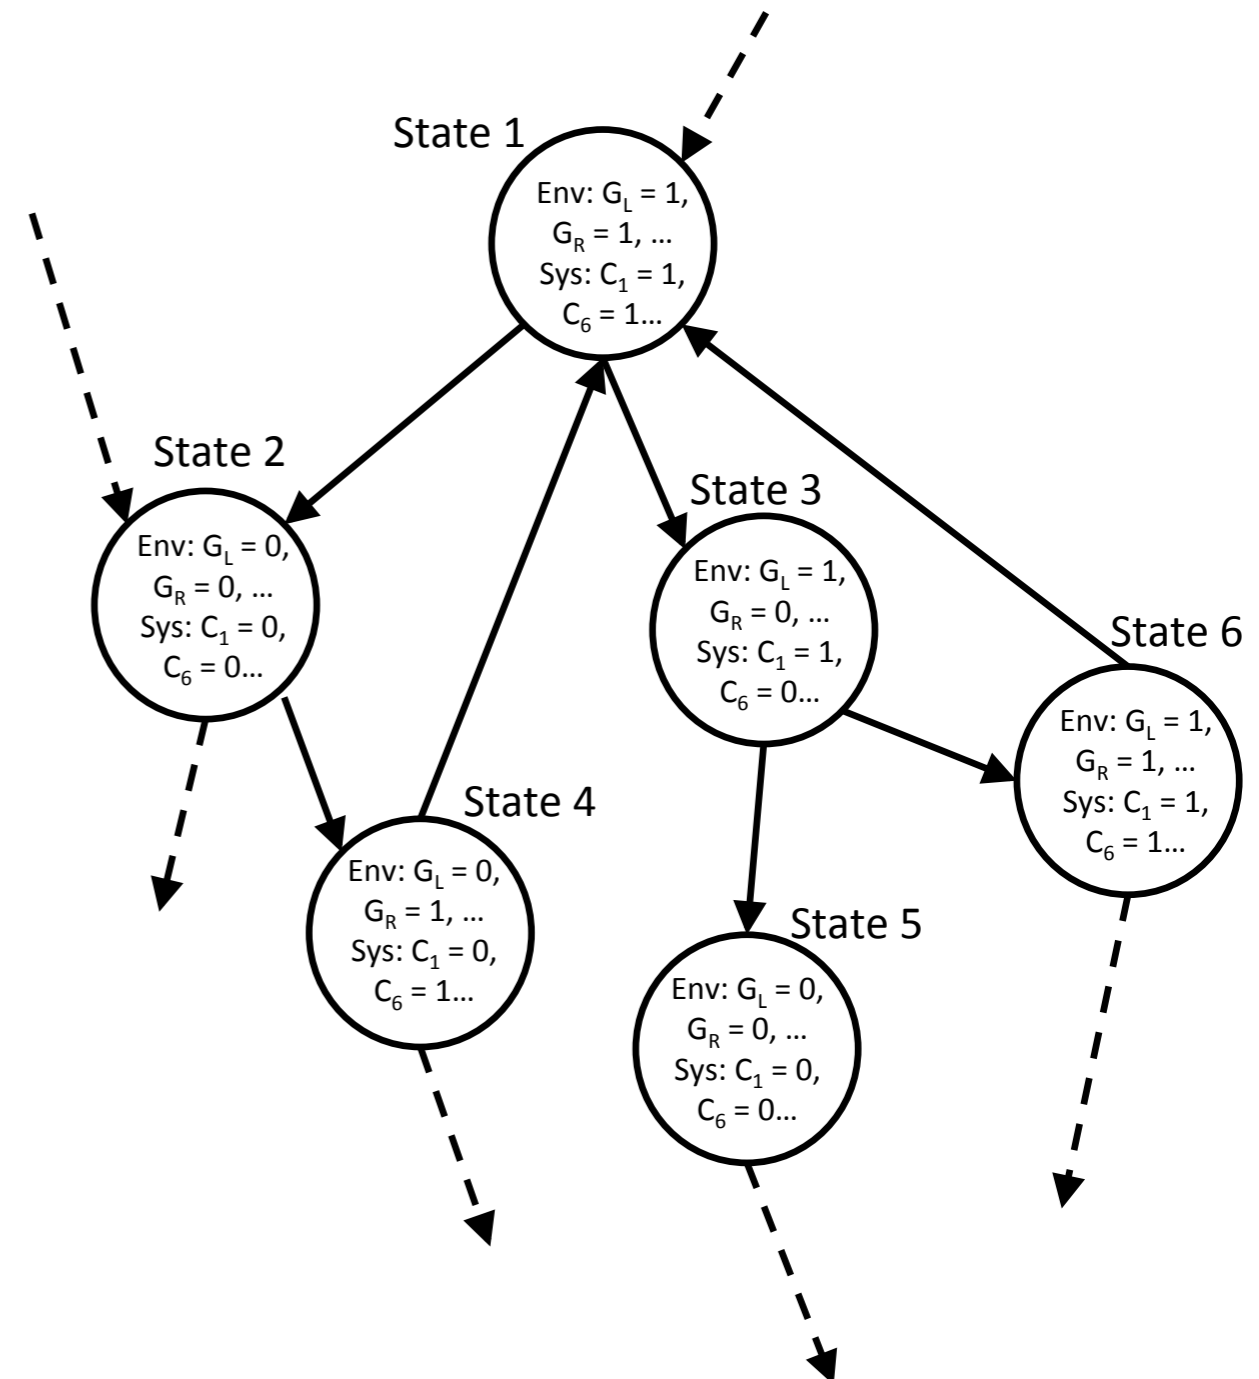 State 1
Env: G_L = 1,
G_R = 1, ...
Sys: C_1 = 1,
C_6 = 1...
State 2
Env: G_L = 0,
G_R = 0, ...
Sys: C_1 = 0,
C_6 = 0...
State 3
Env: G_L = 1,
G_R = 0, ...
Sys: C_1 = 1,
C_6 = 0...
State 6
Env: G_L = 1,
G_R = 1, ...
Sys: C_1 = 1,
C_6 = 1...
State 4
Env: G_L = 0,
G_R = 1, ...
Sys: C_1 = 0,
C_6 = 1...
State 5
Env: G_L = 0,
G_R = 0, ...
Sys: C_1 = 0,
C_6 = 0...